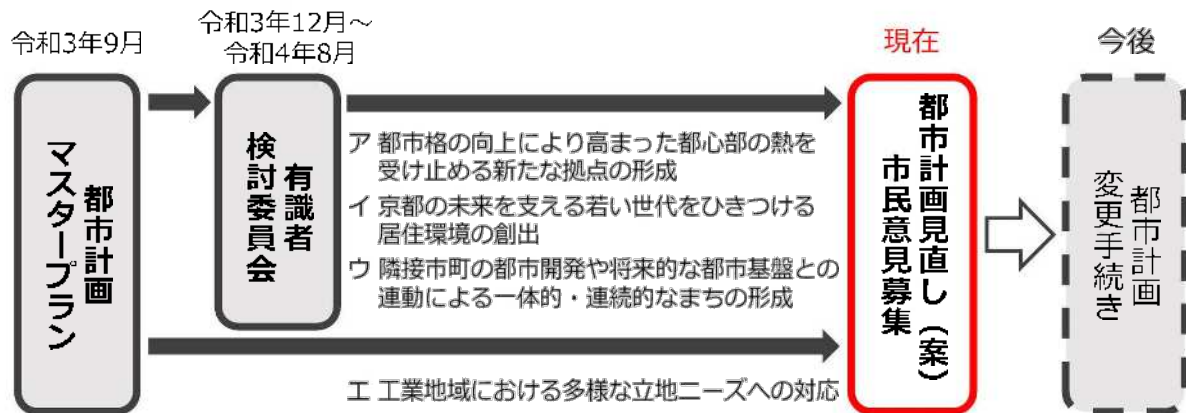 令和3年9月
都市計画
マスタープラン
令和3年12月～
令和4年8月
有識者
検討委員会
ア 都市格の向上により高まった都心部の熱を
受け止める新たな拠点の形成
イ 京都の未来を支える若い世代をひきつける
居住環境の創出
ウ 隣接市町の都市開発や将来的な都市基盤との
連動による一体的・連続的なまちの形成
エ 工業地域における多様な立地ニーズへの対応
現在
都市計画見直し（案）
市民意見募集
今後
都市計画
変更手続き